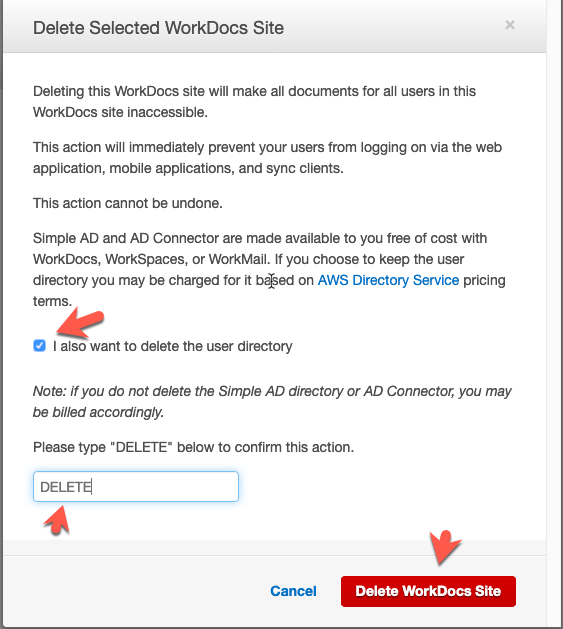 Delete Selected WorkDocs Site
×
Deleting this WorkDocs site will make all documents for all users in this
WorkDocs site inaccessible.
This action will immediately prevent your users from logging on via the web
application, mobile applications, and sync clients.
This action cannot be undone.
Simple AD and AD Connector are made available to you free of cost with
WorkDocs, WorkSpaces, or WorkMail. If you choose to keep the user
directory you may be charged for it based on AWS Directory Service pricing
terms.
I also want to delete the user directory
Note: if you do not delete the Simple AD directory or AD Connector, you may
be billed accordingly.
Please type "DELETE" below to confirm this action.
DELETE
Cancel Delete WorkDocs Site